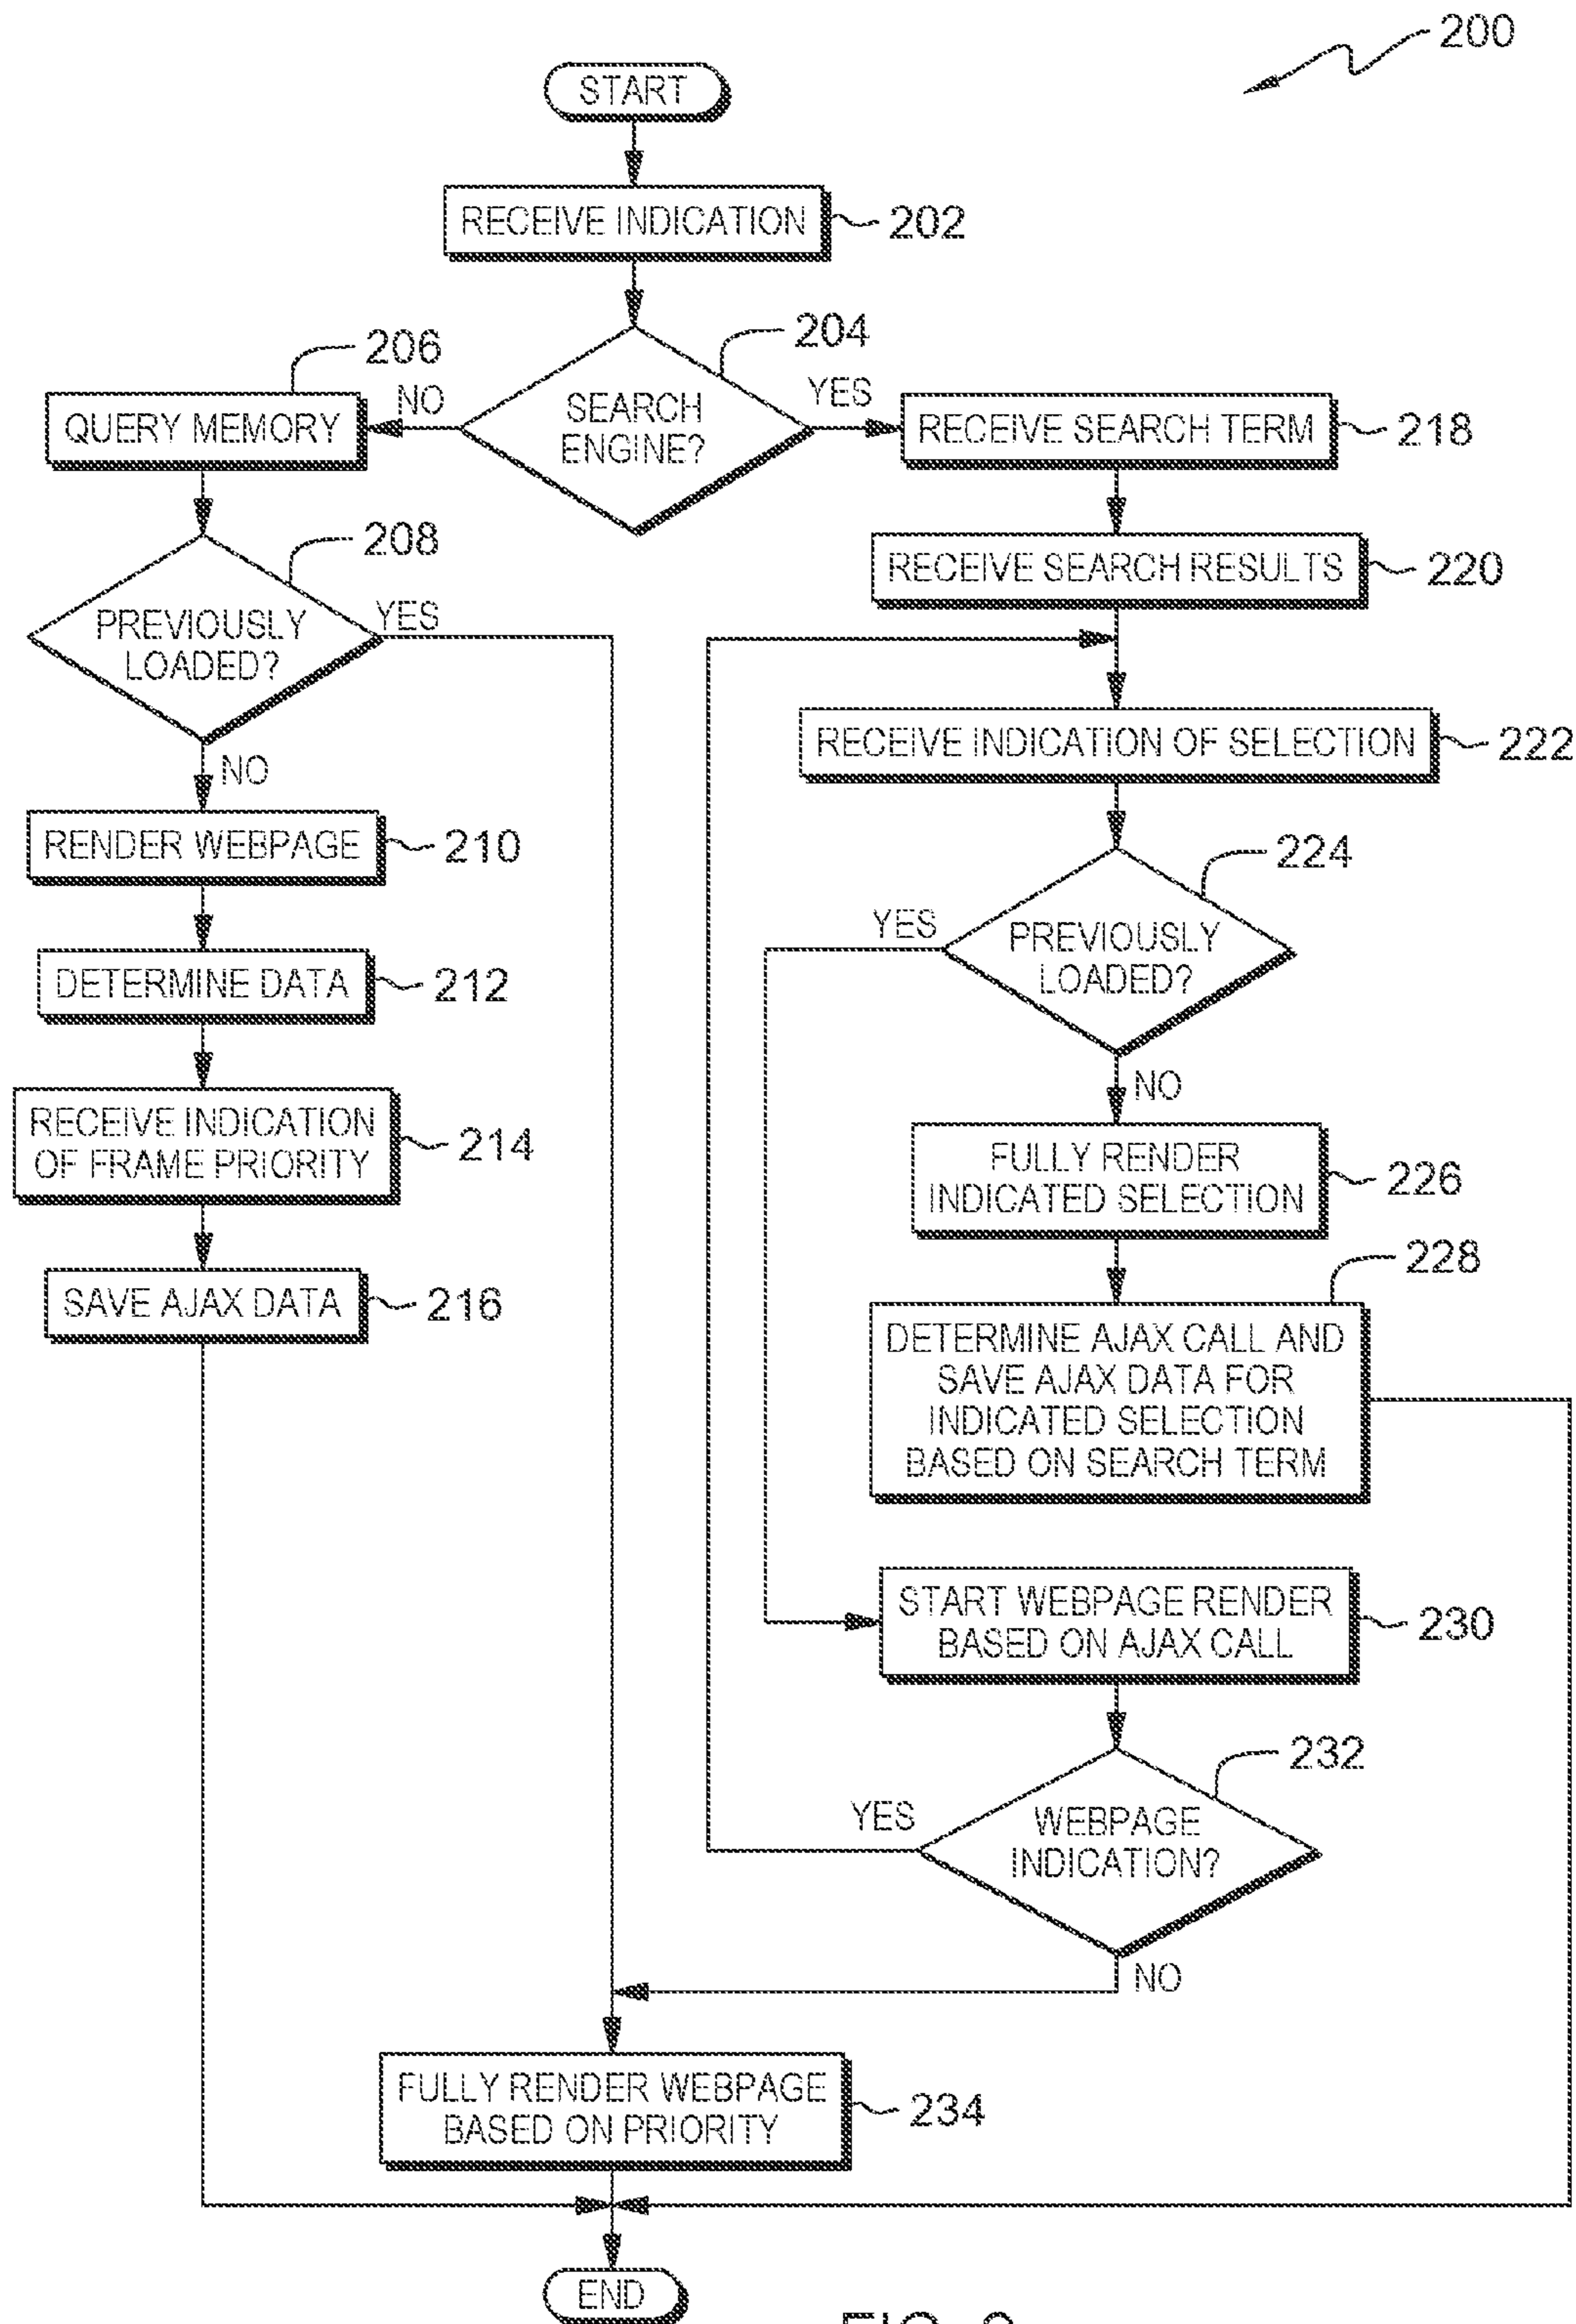 200
START
RECEIVE INDICATION
202
204
SEARCH
ENGINE?
NO
YES
206
QUERY MEMORY
RECEIVE SEARCH TERM
218
208
PREVIOUSLY
LOADED?
YES
NO
RECEIVE SEARCH RESULTS
220
RECEIVE INDICATION OF SELECTION
222
RENDER WEBPAGE
210
224
PREVIOUSLY
LOADED?
YES
NO
DETERMINE DATA
212
RECEIVE INDICATION
OF FRAME PRIORITY
214
FULLY RENDER
INDICATED SELECTION
226
SAVE AJAX DATA
216
228
DETERMINE AJAX CALL AND
SAVE AJAX DATA FOR
INDICATED SELECTION
BASED ON SEARCH TERM
START WEBPAGE RENDER
BASED ON AJAX CALL
230
232
WEBPAGE
INDICATION?
YES
NO
FULLY RENDER WEBPAGE
BASED ON PRIORITY
234
END